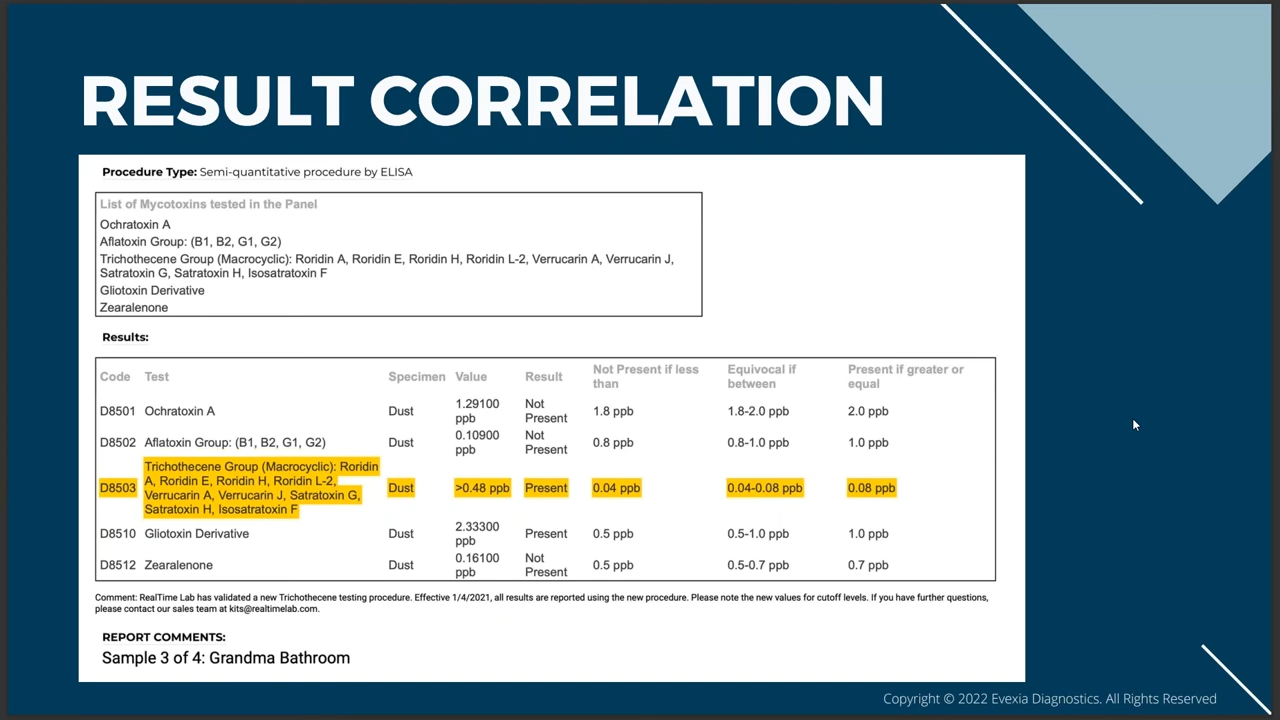 RESULT CORRELATION
Procedure Type: Semi-quantitative procedure by ELISA
List of Mycotoxins tested in the Panel
Ochratoxin A
Aflatoxin Group: (B1, B2, G1, G2)
Trichothecene Group (Macrocyclic): Roridin A, Roridin E, Roridin H, Roridin L-2, Verrucarin A, Verrucarin J,
Satratoxin G, Satratoxin H, Isosatratoxin F
Gliotoxin Derivative
Zearalenone
Results:
Code Test Specimen Value Result Not Present if less than Equivocal if between Present if greater or equal
D8501 Ochratoxin A Dust 1.29100 ppb Not Present 1.8 ppb 1.8-2.0 ppb 2.0 ppb
D8502 Aflatoxin Group: (B1, B2, G1, G2) Dust 0.10900 ppb Not Present 0.8 ppb 0.8-1.0 ppb 1.0 ppb
D8503 Trichothecene Group (Macrocyclic): Roridin A, Roridin E, Roridin H, Roridin L-2, Verrucarin A, Verrucarin J, Satratoxin G, Satratoxin H, Isosatratoxin F Dust >0.48 ppb Present 0.04 ppb 0.04-0.08 ppb 0.08 ppb
D8510 Gliotoxin Derivative Dust 2.33300 ppb Present 0.5 ppb 0.5-1.0 ppb 1.0 ppb
D8512 Zearalenone Dust 0.16100 ppb Not Present 0.5 ppb 0.5-0.7 ppb 0.7 ppb
Comment: RealTime Lab has validated a new Trichothecene testing procedure. Effective 1/4/2021, all results are reported using the new procedure. Please note the new values for cutoff levels. If you have further questions,
please contact our sales team at kits@realtimelab.com.
REPORT COMMENTS:
Sample 3 of 4: Grandma Bathroom
Copyright © 2022 Evexia Diagnostics. All Rights Reserved